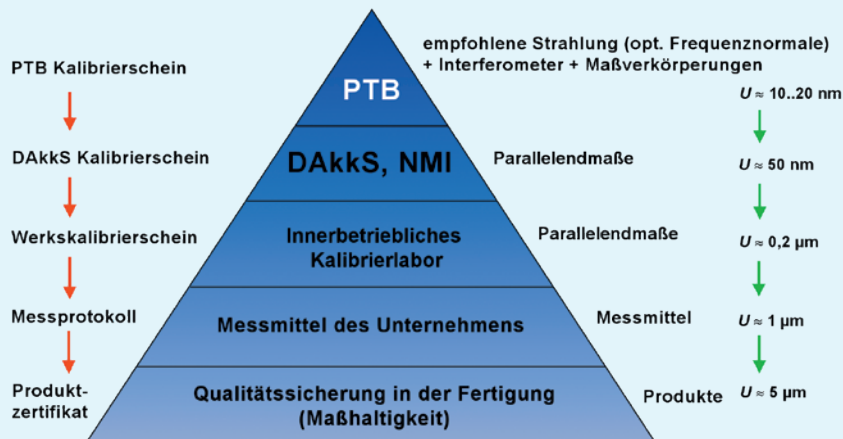 empfohlene Strahlung (opt. Frequenznormale)
+ Interferometer + Maßverkörperungen
PTB Kalibrierschein
PTB
U ≈ 10..20 nm
DAkkS Kalibrierschein
DAkkS, NMI
Parallelendmaße
U ≈ 50 nm
Werkskalibrierschein
Innerbetriebliches
Kalibrierlabor
Parallelendmaße
U ≈ 0,2 µm
Messprotokoll
Messmittel des Unternehmens
Messmittel
U ≈ 1 µm
Produkt-
zertifikat
Qualitätssicherung in der Fertigung
(Maßhaltigkeit)
Produkte
U ≈ 5 µm